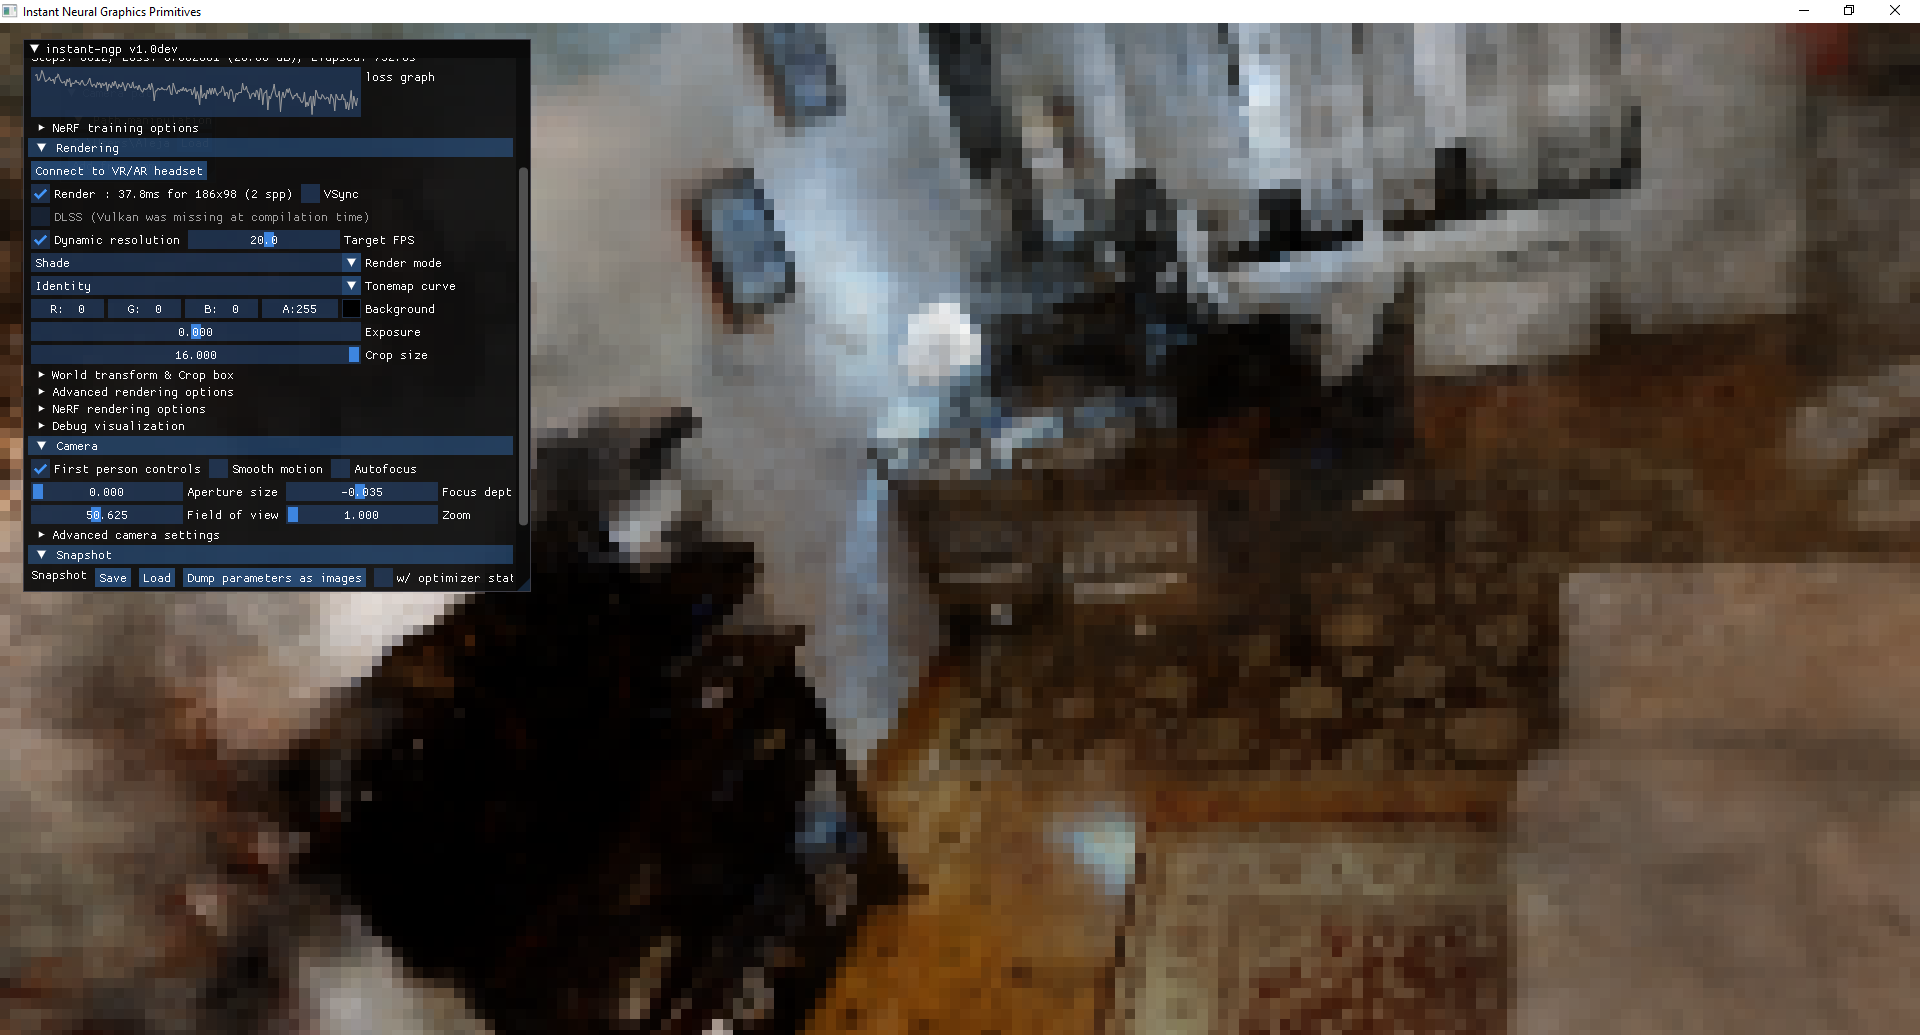 Instant Neural Graphics Primitives
instant-ngp v1.0dev
loss graph
NeRF training options
Rendering
Connect to VR/AR headset
Render : 37.8ms for 186x98 (2 spp) VSync
DLSS (Vulkan was missing at compilation time)
Dynamic resolution 20.0 Target FPS
Shade Render mode
Identity Tonemap curve
R: 0 G: 0 B: 0 A:255 Background
0.000 Exposure
16.000 Crop size
World transform & Crop box
Advanced rendering options
NeRF rendering options
Debug visualization
Camera
First person controls Smooth motion Autofocus
0.000 Aperture size -0.035 Focus dept
50.625 Field of view 1.000 Zoom
Advanced camera settings
Snapshot
Snapshot Save Load Dump parameters as images w/ optimizer stat